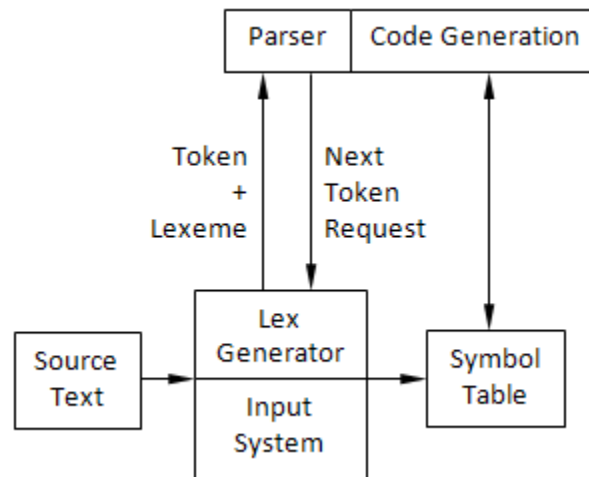 Parser
Code Generation
Token
+
Lexeme
Next
Token
Request
Lex
Generator
Source
Text
Input
System
Symbol
Table